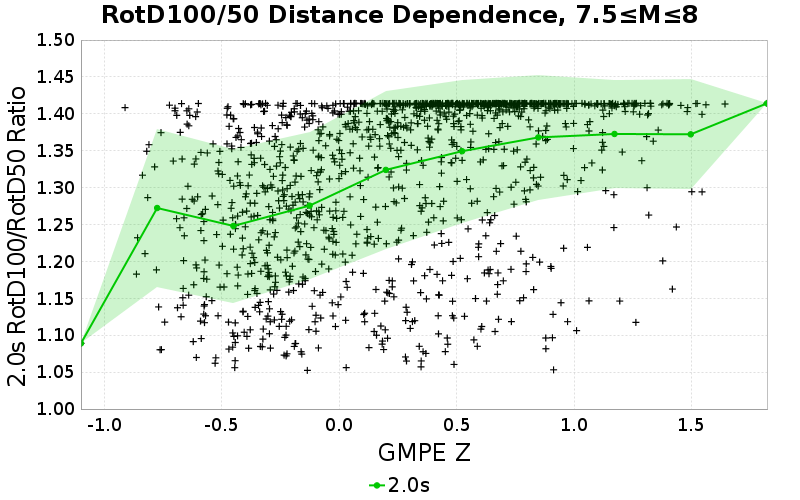 RotD100/50 Distance Dependence, 7.5≤M≤8
1.50
1.45
1.40
1.35
1.30
1.25
1.20
1.15
1.10
1.05
1.00
2.0s RotD100/RotD50 Ratio
-1.0 -0.5 0.0 0.5 1.0 1.5
GMPE Z
2.0s